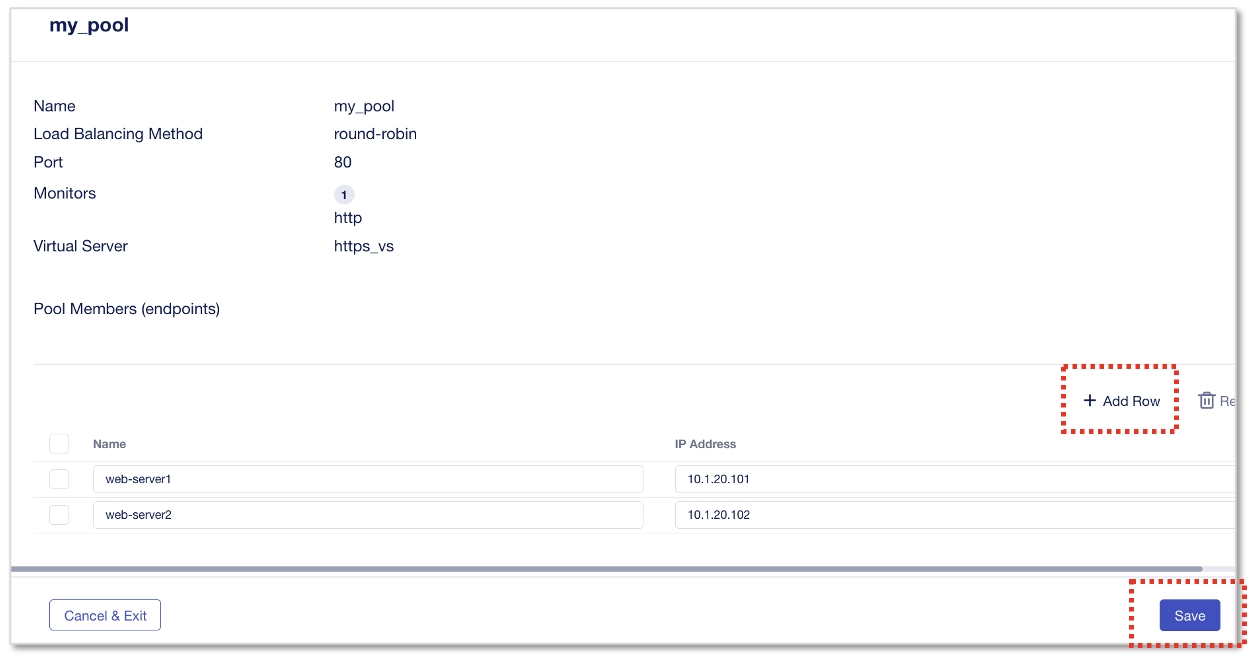 my_pool
Name my_pool
Load Balancing Method round-robin
Port 80
Monitors 1
http
Virtual Server https_vs
Pool Members (endpoints)
+ Add Row Re
Name IP Address
web-server1 10.1.20.101
web-server2 10.1.20.102
Cancel & Exit Save